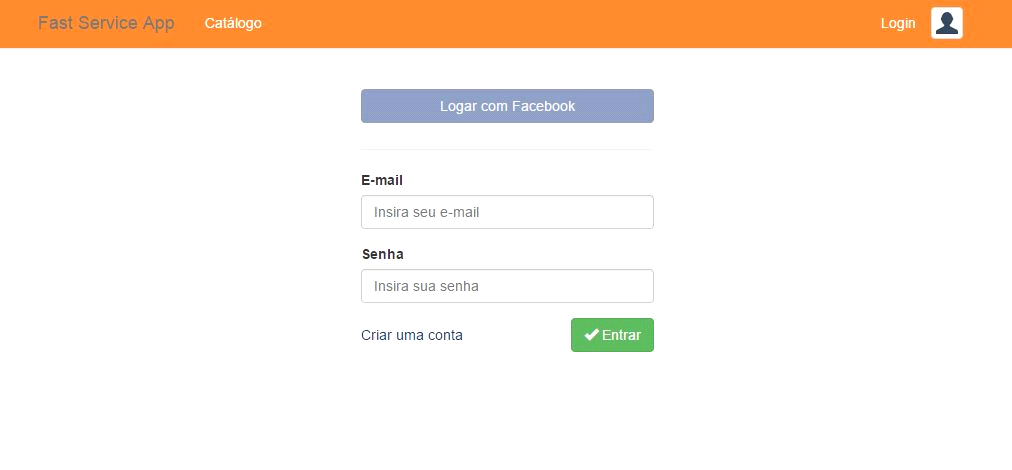 Fast Service App Catálogo Login
Logar com Facebook
E-mail
Insira seu e-mail
Senha
Insira sua senha
Criar uma conta Entrar